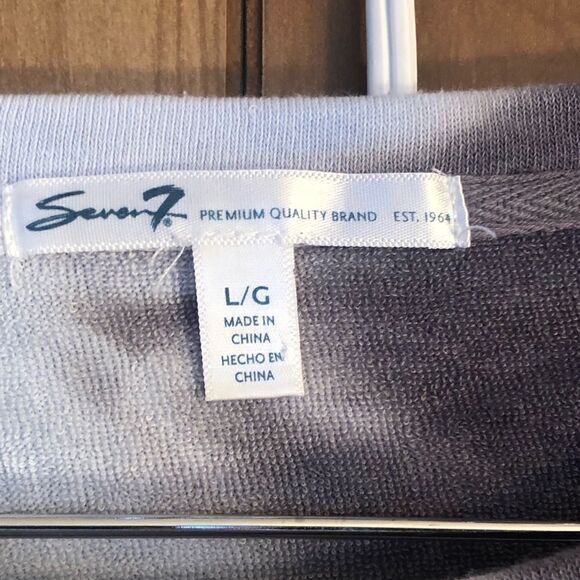 Seven7® PREMIUM QUALITY BRAND EST. 1964
L/G
MADE IN
CHINA
HECHO EN
CHINA